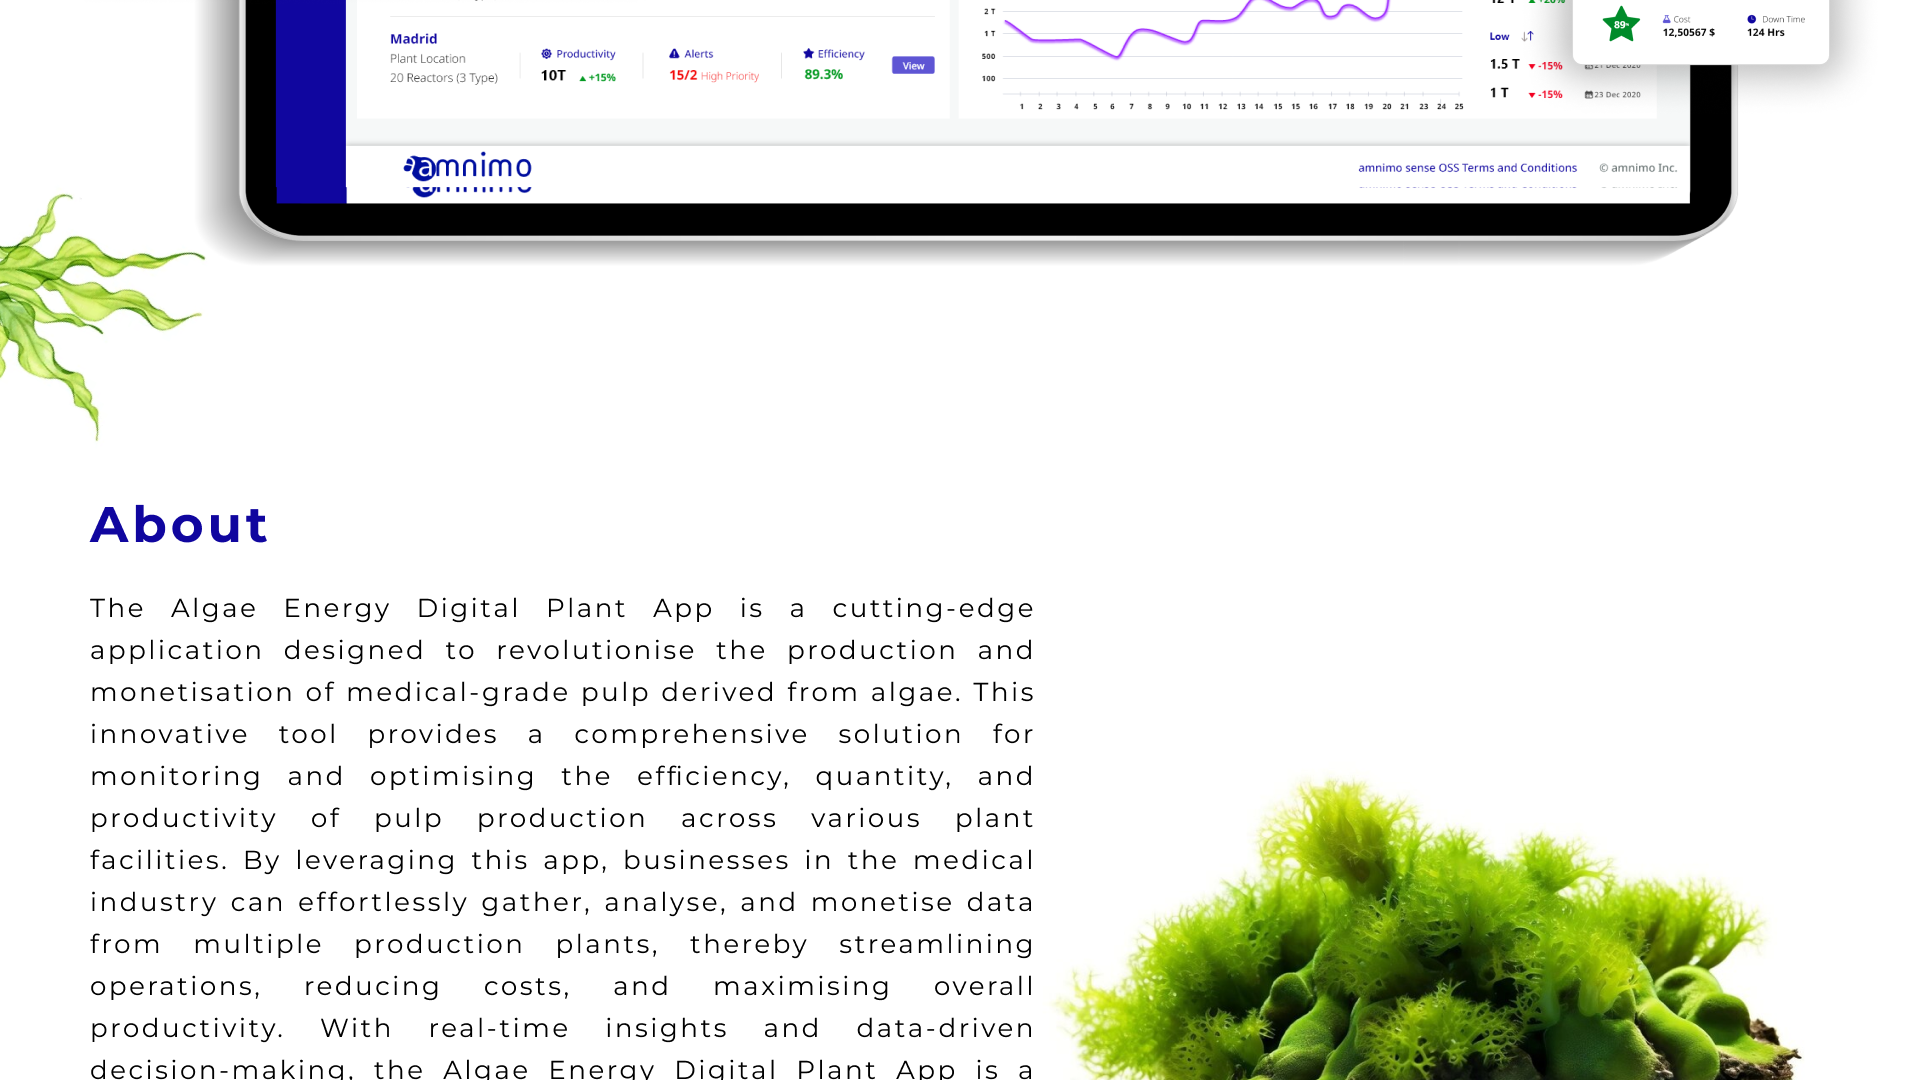 Madrid
Plant Location
20 Reactors (3 Type)
Productivity
10T +15%
Alerts
15/2 High Priority
Efficiency
89.3%
View
2 T
1 T
500
100
1 2 3 4 5 6 7 8 9 10 11 12 13 14 15 15 16 17 18 19 20 21 23 24 25
Low
1.5 T -15% 21 Dec 2020
1 T -15% 23 Dec 2020
89%
Cost
12,50567 $
Down Time
124 Hrs
amnimo
amnimo sense OSS Terms and Conditions © amnimo Inc.
About
The Algae Energy Digital Plant App is a cutting-edge
application designed to revolutionise the production and
monetisation of medical-grade pulp derived from algae. This
innovative tool provides a comprehensive solution for
monitoring and optimising the efficiency, quantity, and
productivity of pulp production across various plant
facilities. By leveraging this app, businesses in the medical
industry can effortlessly gather, analyse, and monetise data
from multiple production plants, thereby streamlining
operations, reducing costs, and maximising overall
productivity. With real-time insights and data-driven
decision-making, the Algae Energy Digital Plant App is a